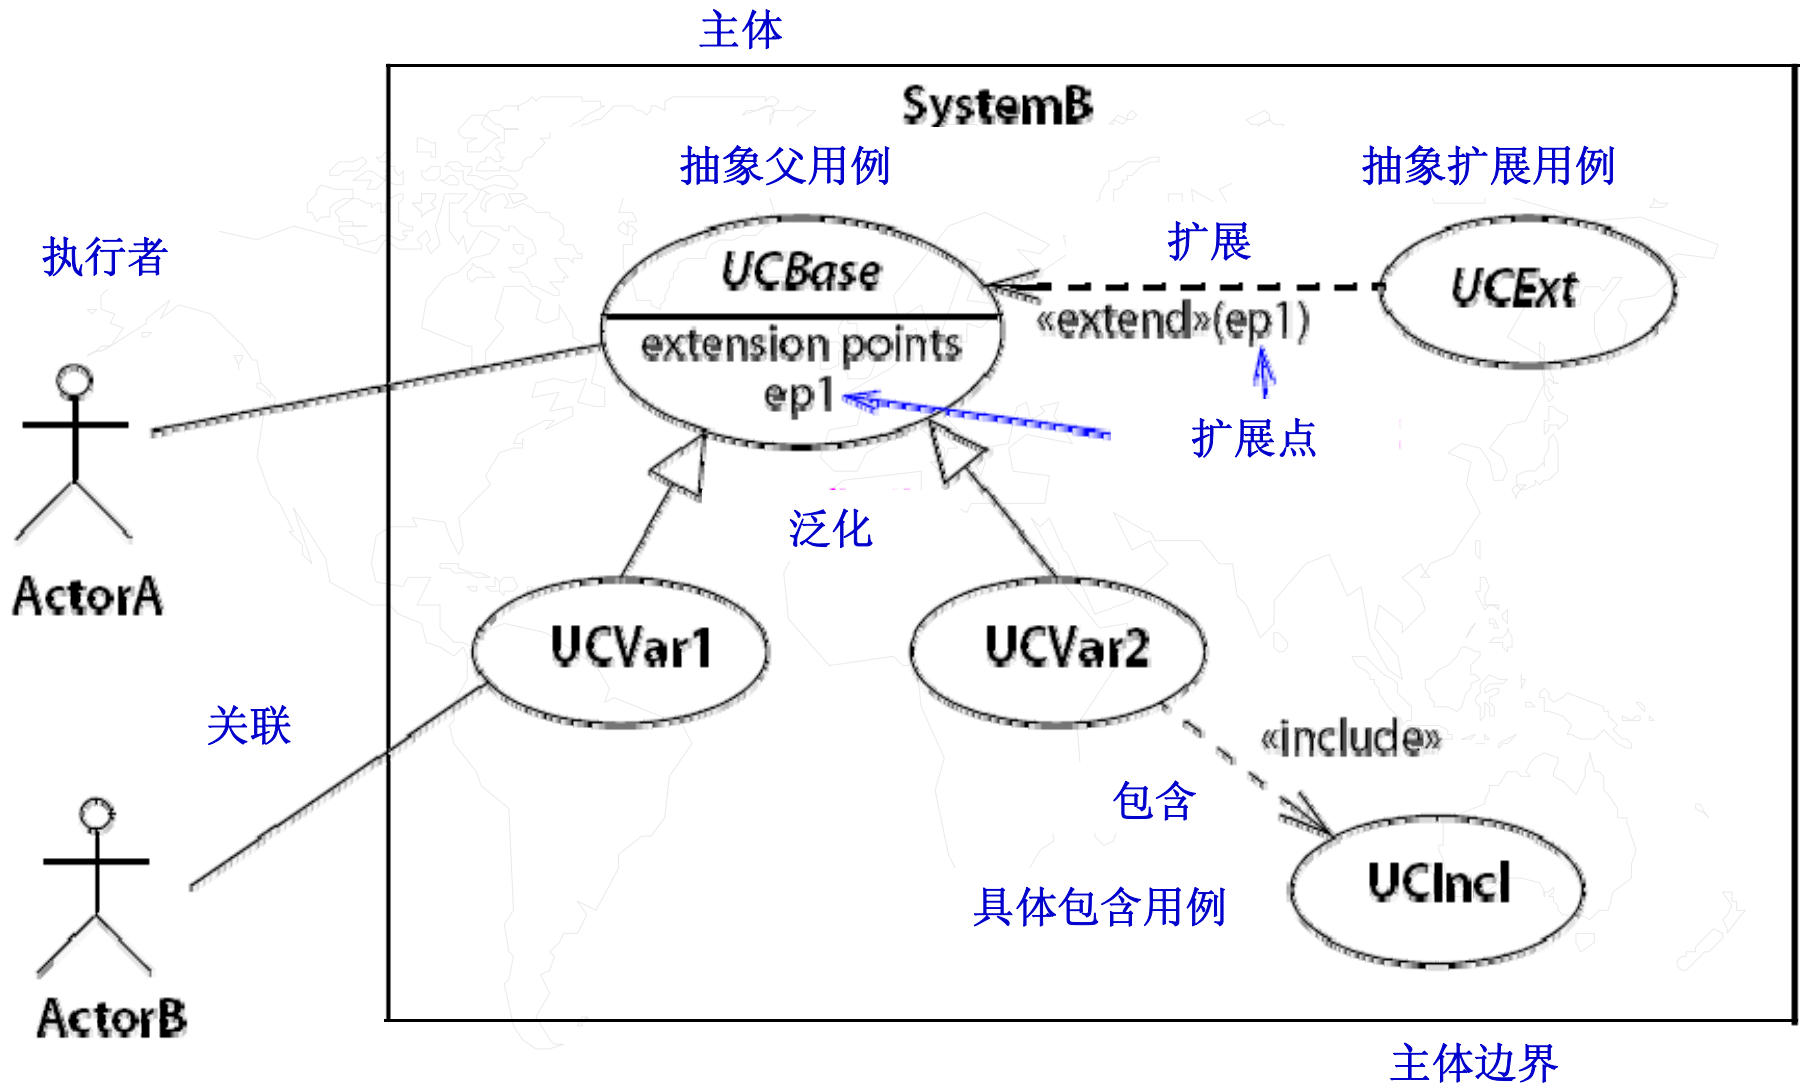 主体
SystemB
抽象父用例
抽象扩展用例
执行者
UCBase
扩展
UCExt
«extend»(ep1)
extension points
ep1
扩展点
泛化
ActorA
UCVar1
UCVar2
关联
«include»
包含
UCIncl
具体包含用例
ActorB
主体边界